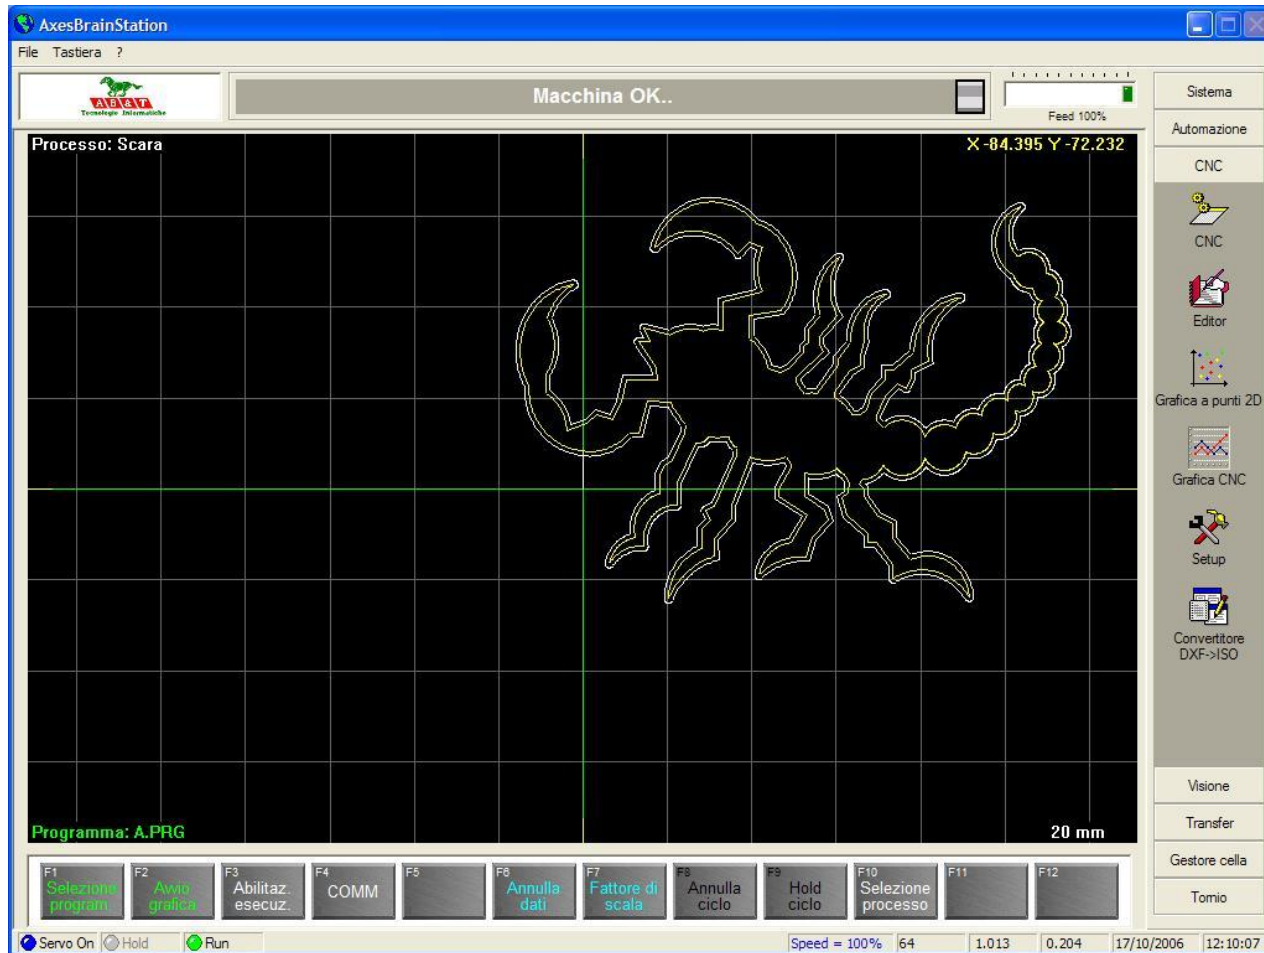 AxesBrainStation
File Tastiera ?
A|B|&|T
Tecnologie Informatiche
Macchina OK..
Feed 100%
Sistema
Automazione
CNC
CNC
Editor
Grafica a punti 2D
Grafica CNC
Setup
Convertitore
DXF->ISO
Visione
Transfer
Gestore cella
Tornio
Processo: Scara
X -84.395 Y -72.232
Programma: A.PRG
20 mm
F1
Selezione
program.
F2
Avvio
grafica
F3
Abilitaz.
esecuz.
F4
COMM
F5
F6
Annulla
dati
F7
Fattore di
scala
F8
Annulla
ciclo
F9
Hold
ciclo
F10
Selezione
processo
F11
F12
Servo On Hold Run Speed = 100% 64 1.013 0.204 17/10/2006 12:10:07